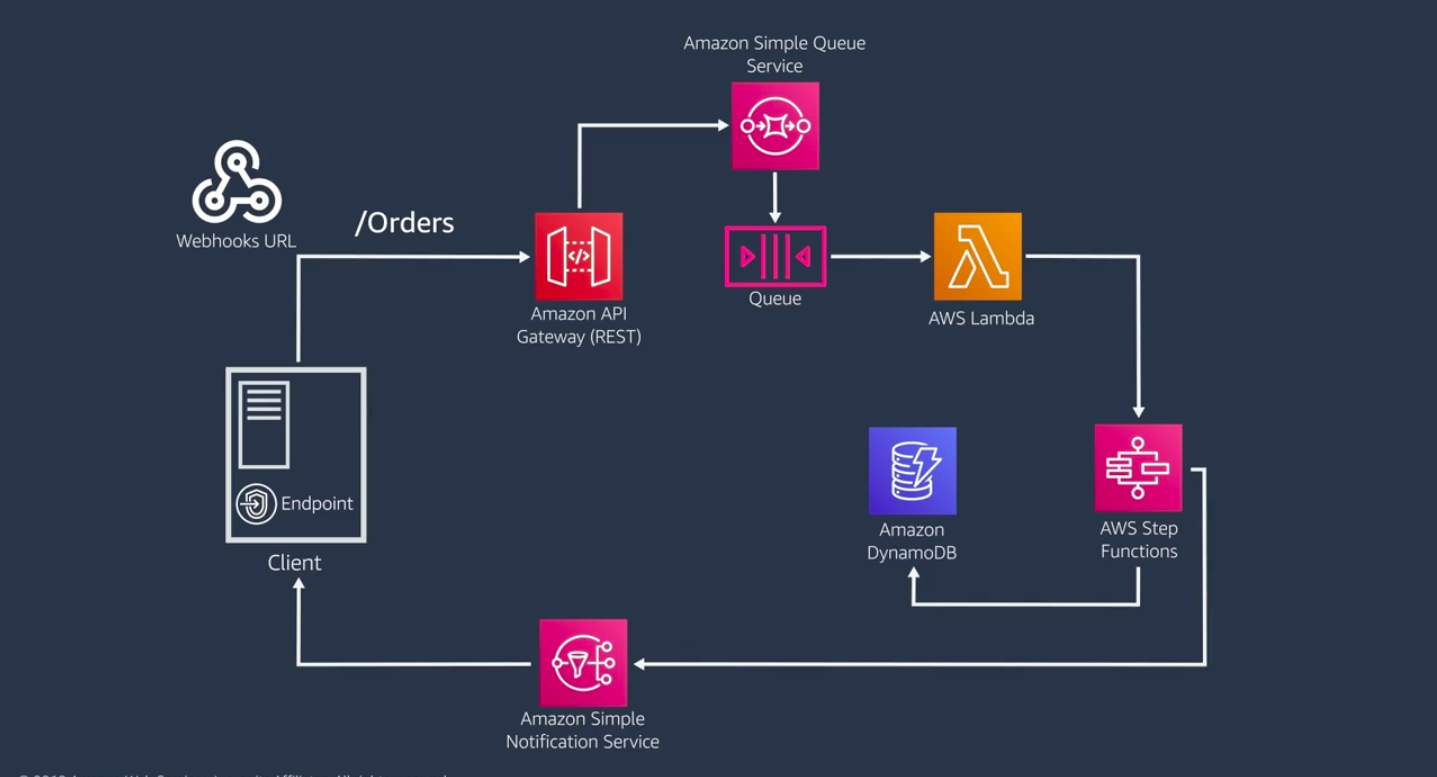 Amazon Simple Queue
Service
Webhooks URL
/Orders
Amazon API
Gateway (REST)
Queue
AWS Lambda
Endpoint
Client
Amazon
DynamoDB
AWS Step
Functions
Amazon Simple
Notification Service